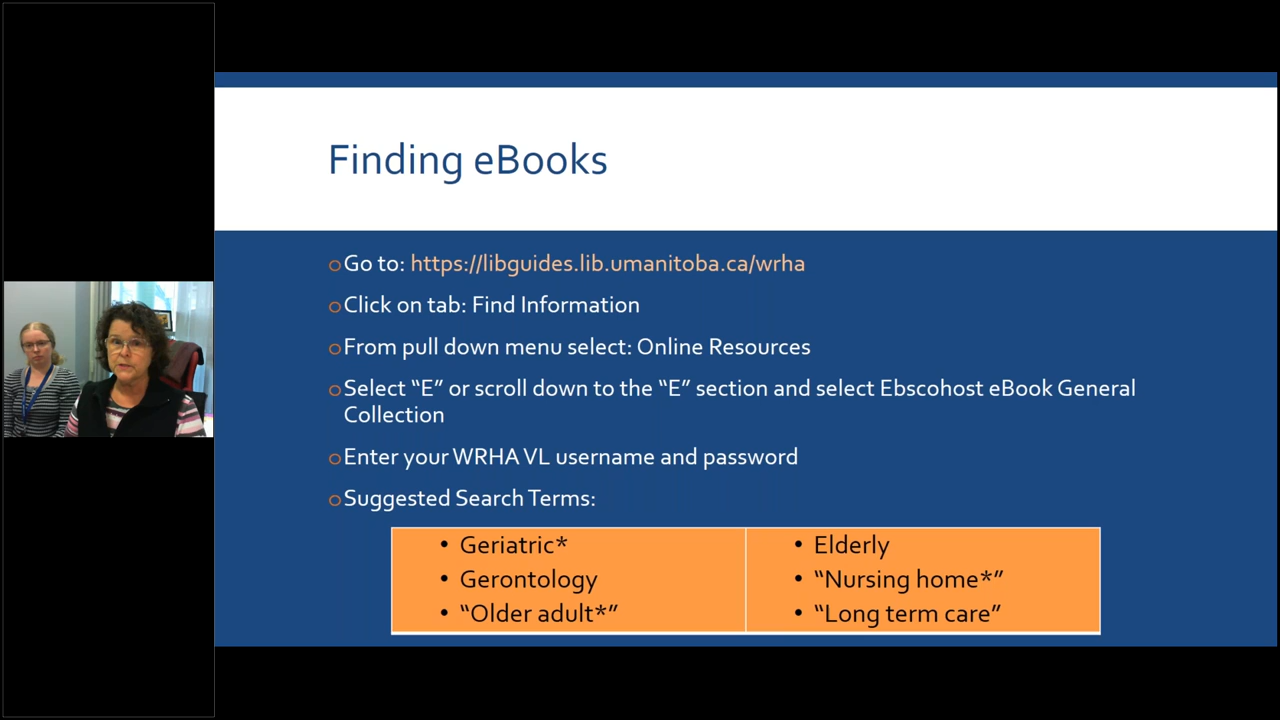 Finding eBooks
Go to: https://libguides.lib.umanitoba.ca/wrha
Click on tab: Find Information
From pull down menu select: Online Resources
Select “E” or scroll down to the “E” section and select Ebscohost eBook General
Collection
Enter your WRHA VL username and password
Suggested Search Terms:
• Geriatric*
• Gerontology
• “Older adult*”
• Elderly
• “Nursing home*”
• “Long term care”